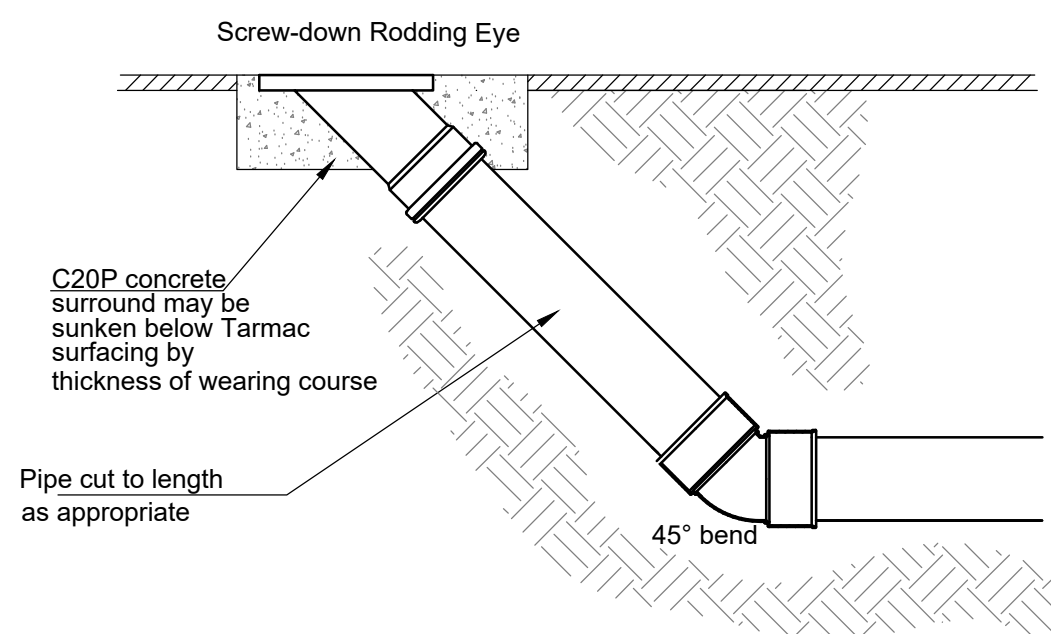 Screw-down Rodding Eye
C20P concrete
surround may be
sunken below Tarmac
surfacing by
thickness of wearing course
Pipe cut to length
as appropriate
45° bend